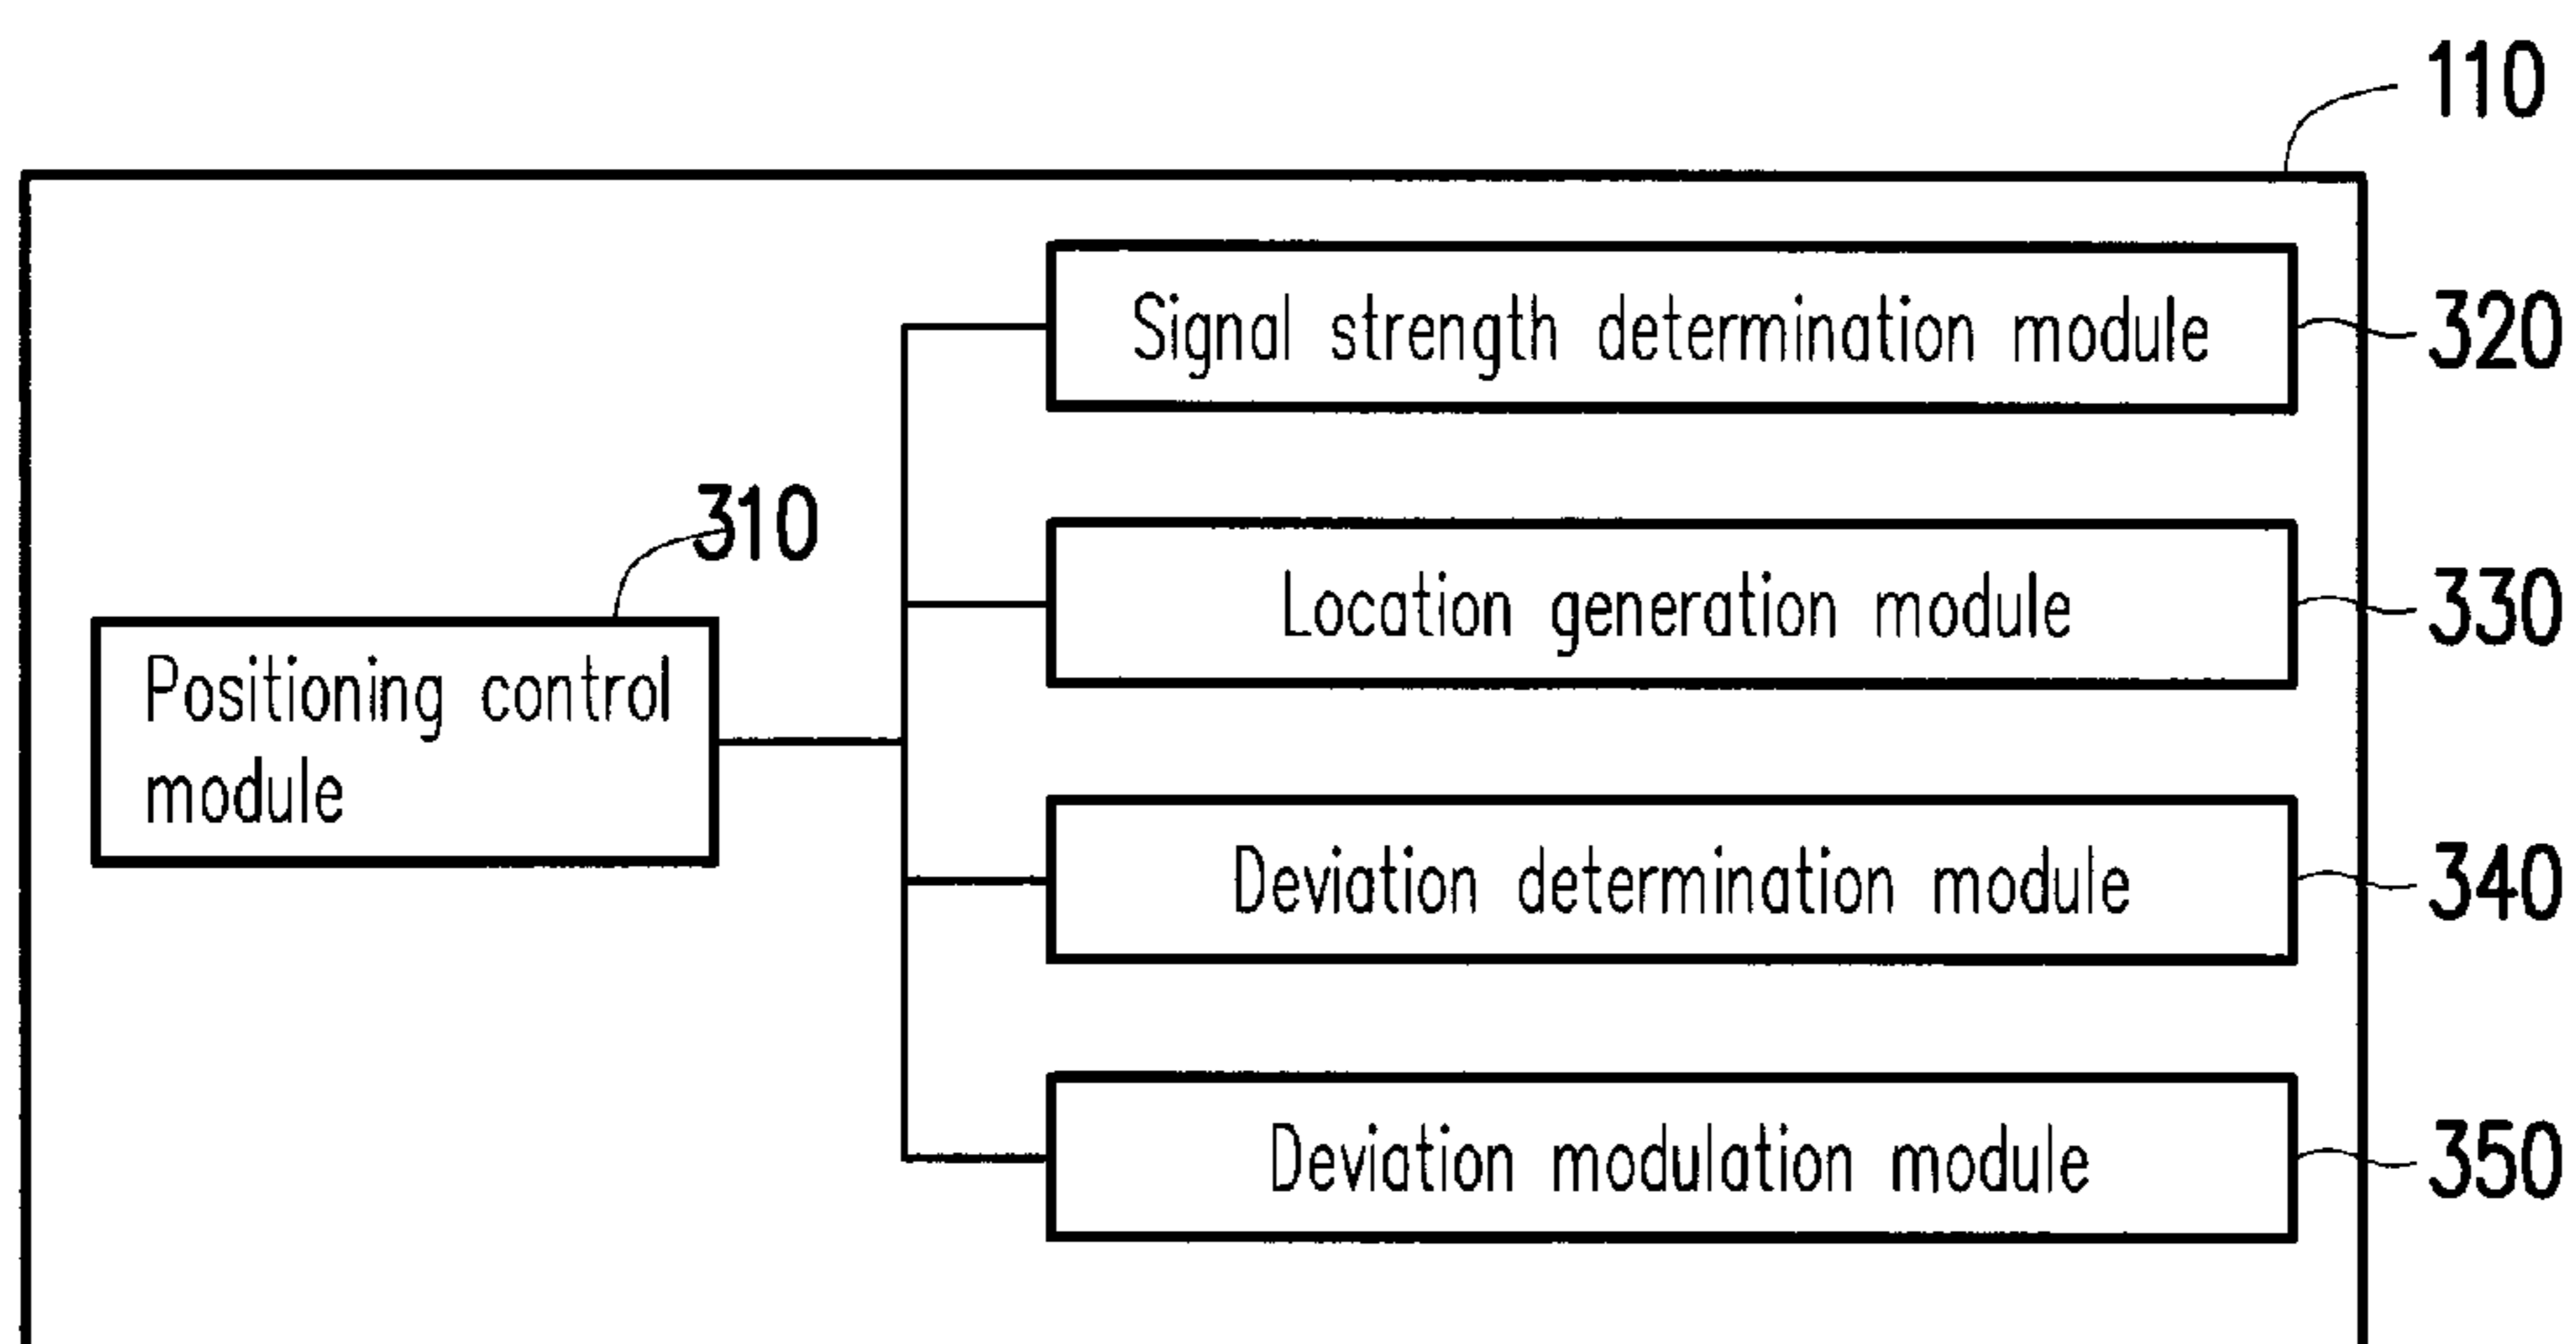 110
Signal strength determination module
320
310
Location generation module
330
Positioning control
module
Deviation determination module
340
Deviation modulation module
350